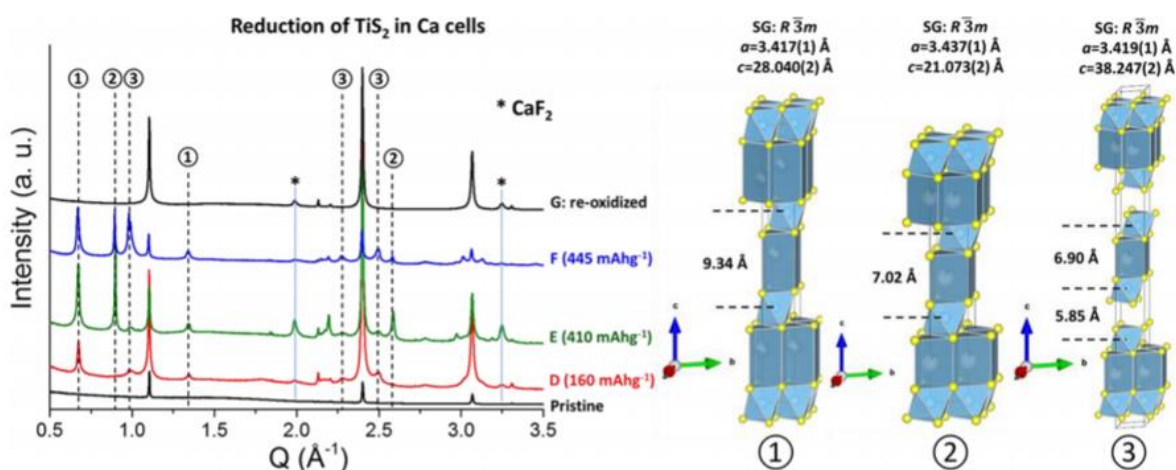 Reduction of TiS₂ in Ca cells
① ② ③ ③ ③
* CaF₂
① ②
* *
G: re-oxidized
F (445 mAhg⁻¹)
E (410 mAhg⁻¹)
D (160 mAhg⁻¹)
Pristine
Intensity (a. u.)
0.5 1.0 1.5 2.0 2.5 3.0 3.5
Q (Å⁻¹)
SG: R3̅m
a=3.417(1) Å
c=28.040(2) Å
9.34 Å
c
b
①
SG: R3̅m
a=3.437(1) Å
c=21.073(2) Å
7.02 Å
c
b
②
SG: R3̅m
a=3.419(1) Å
c=38.247(2) Å
6.90 Å
5.85 Å
c
b
③